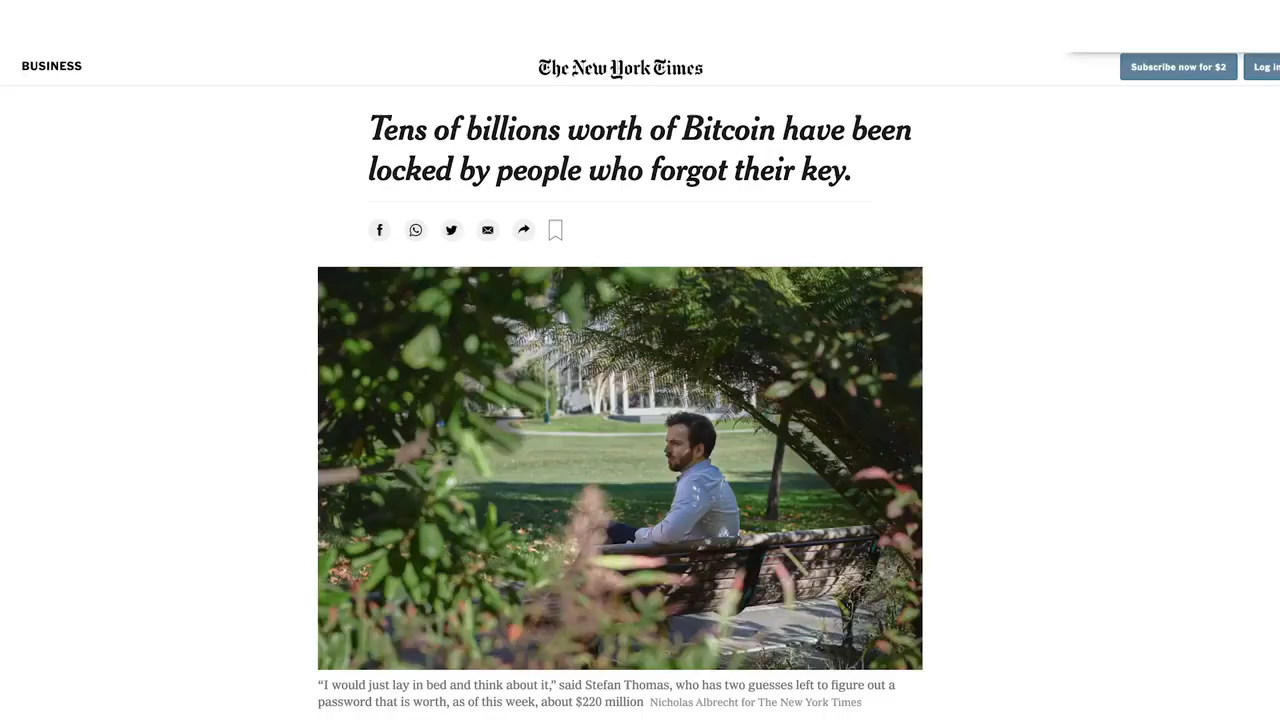 BUSINESS
The New York Times
Subscribe now for $2
Log in
Tens of billions worth of Bitcoin have been
locked by people who forgot their key.
“I would just lay in bed and think about it,” said Stefan Thomas, who has two guesses left to figure out a
password that is worth, as of this week, about $220 million Nicholas Albrecht for The New York Times